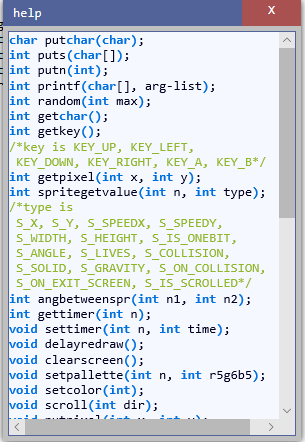 help
X
char putchar(char);
int puts(char[]);
int putn(int);
int printf(char[], arg-list);
int random(int max);
int getchar();
int getkey();
/*key is KEY_UP, KEY_LEFT,
KEY_DOWN, KEY_RIGHT, KEY_A, KEY_B*/
int getpixel(int x, int y);
int spritegetvalue(int n, int type);
/*type is
S_X, S_Y, S_SPEEDX, S_SPEEDY,
S_WIDTH, S_HEIGHT, S_IS_ONEBIT,
S_ANGLE, S_LIVES, S_COLLISION,
S_SOLID, S_GRAVITY, S_ON_COLLISION,
S_ON_EXIT_SCREEN, S_IS_SCROLLED*/
int angbetweenspr(int n1, int n2);
int gettimer(int n);
void settimer(int n, int time);
void delayredraw();
void clearscreen();
void setpallette(int n, int r5g6b5);
void setcolor(int);
void scroll(int dir);
void putpixel(int x, int y);